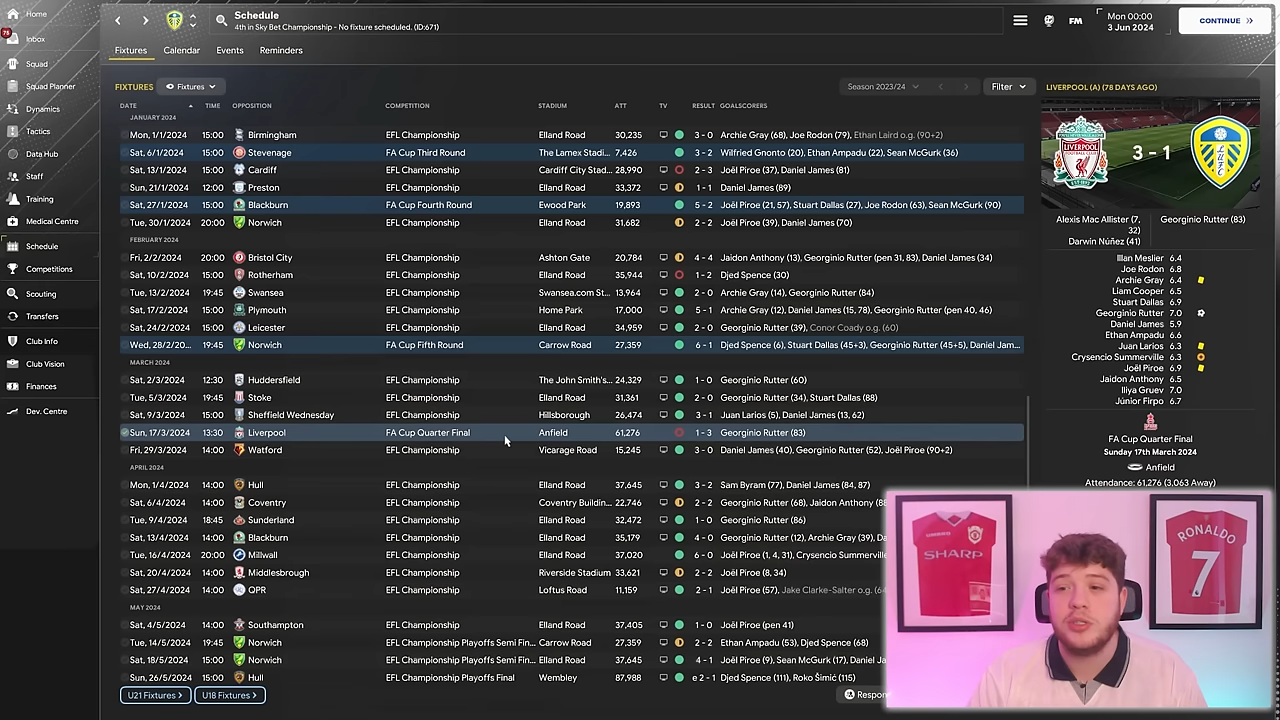 Home
Schedule
4th in Sky Bet Championship - No fixture scheduled. (ID:671)
FM
Mon 00:00
3 Jun 2024
CONTINUE
75
Inbox
Squad
Squad Planner
Dynamics
Tactics
Data Hub
Staff
Training
Medical Centre
Schedule
Competitions
Scouting
Transfers
Club Info
Club Vision
Finances
Dev. Centre
Fixtures Calendar Events Reminders
FIXTURES Fixtures Season 2023/24 Filter
DATE TIME OPPOSITION COMPETITION STADIUM ATT TV RESULT GOALSCORERS
JANUARY 2024
Mon, 1/1/2024 15:00 Birmingham EFL Championship Elland Road 30,235 3 - 0 Archie Gray (68), Joe Rodon (79), Ethan Laird o.g. (90+2)
Sat, 6/1/2024 15:00 Stevenage FA Cup Third Round The Lamex Stadi... 7,42 3 - 2 Wilfried Gnonto (20), Ethan Ampadu (22), Sean McGurk (36)
Sat, 13/1/2024 15:00 Cardiff EFL Championship Cardiff City Stad... 28,990 2 - 3 Joël Piroe (37), Daniel James (81)
Sun, 21/1/2024 12:00 Preston EFL Championship Elland Road 33,372 1 - 1 Daniel James (89)
Sat, 27/1/2024 15:00 Blackburn FA Cup Fourth Round Ewood Park 19,893 5 - 2 Joël Piroe (21, 57), Stuart Dallas (27), Joe Rodon (63), Sean McGurk (90)
Tue, 30/1/2024 20:00 Norwich EFL Championship Elland Road 31,682 2 - 2 Joël Piroe (39), Daniel James (70)
FEBRUARY 2024
Fri, 2/2/2024 20:00 Bristol City EFL Championship Ashton Gate 20,784 4 - 4 Jaidon Anthony (13), Georginio Rutter (pen 31, 83), Daniel James (34)
Sat, 10/2/2024 15:00 Rotherham EFL Championship Elland Road 35,944 1 - 2 Djed Spence (30)
Tue, 13/2/2024 19:45 Swansea EFL Championship Swansea.com St... 13,964 2 - 0 Archie Gray (14), Georginio Rutter (84)
Sat, 17/2/2024 15:00 Plymouth EFL Championship Home Park 17,000 5 - 1 Archie Gray (12), Daniel James (15, 78), Georginio Rutter (pen 40, 46)
Sat, 24/2/2024 15:00 Leicester EFL Championship Elland Road 34,959 2 - 0 Georginio Rutter (39), Conor Coady o.g. (60)
Wed, 28/2/20... 19:45 Norwich FA Cup Fifth Round Carrow Road 27,359 6 - 1 Djed Spence (6), Stuart Dallas (45+3), Georginio Rutter (45+5), Daniel Jam...
MARCH 2024
Sat, 2/3/2024 12:30 Huddersfield EFL Championship The John Smith's... 24,329 1 - 0 Georginio Rutter (60)
Tue, 5/3/2024 19:45 Stoke EFL Championship Elland Road 31,361 2 - 0 Georginio Rutter (34), Stuart Dallas (88)
Sat, 9/3/2024 15:00 Sheffield Wednesday EFL Championship Hillsborough 26,474 3 - 1 Juan Larios (5), Daniel James (13, 62)
Sun, 17/3/2024 13:30 Liverpool FA Cup Quarter Final Anfield 61,276 1 - 3 Georginio Rutter (83)
Fri, 29/3/2024 14:00 Watford EFL Championship Vicarage Road 15,245 3 - 0 Daniel James (40), Georginio Rutter (52), Joël Piroe (90+2)
APRIL 2024
Mon, 1/4/2024 14:00 Hull EFL Championship Elland Road 37,645 3 - 2 Sam Byram (77), Daniel James (84, 87)
Sat, 6/4/2024 14:00 Coventry EFL Championship Coventry Buildin... 22,746 2 - 2 Georginio Rutter (68), Jaidon Anthony (88
Tue, 9/4/2024 18:45 Sunderland EFL Championship Elland Road 32,472 1 - 0 Georginio Rutter (86)
Sat, 13/4/2024 14:00 Blackburn EFL Championship Elland Road 35,179 4 - 0 Georginio Rutter (12), Archie Gray (39), Da
Tue, 16/4/2024 20:00 Millwall EFL Championship Elland Road 37,020 6 - 0 Joël Piroe (1, 4, 31), Crysencio Summerville
Sat, 20/4/2024 14:00 Middlesbrough EFL Championship Riverside Stadium 33,621 2 - 2 Joël Piroe (8, 34)
Sat, 27/4/2024 14:00 QPR EFL Championship Loftus Road 11,159 2 - 1 Joël Piroe (57), Jake Clarke-Salter o.g. (64
MAY 2024
Sat, 4/5/2024 14:00 Southampton EFL Championship Elland Road 37,405 1 - 0 Joël Piroe (pen 41)
Tue, 14/5/2024 19:45 Norwich EFL Championship Playoffs Semi Fin... Carrow Road 27,359 2 - 2 Ethan Ampadu (53), Djed Spence (68)
Sat, 18/5/2024 15:00 Norwich EFL Championship Playoffs Semi Fin... Elland Road 37,645 4 - 1 Joël Piroe (9), Sean McGurk (17), Daniel Ja
Sun, 26/5/2024 15:00 Hull EFL Championship Playoffs Final Wembley 87,988 e 2 - 1 Djed Spence (111), Roko Šimic (115)
U21 Fixtures U18 Fixtures Respon
LIVERPOOL (A) (78 DAYS AGO)
3 - 1
Alexis Mac Allister (7, Georginio Rutter (83)
32)
Darwin Núñez (41)
Illan Meslier 6.4
Joe Rodon 6.8
Archie Gray 6.4
Liam Cooper 6.5
Stuart Dallas 6.9
Georginio Rutter 7.0
Daniel James 5.9
Ethan Ampadu 6.6
Juan Larios 6.3
Crysencio Summerville 6.3
Joël Piroe 6.9
Jaidon Anthony 6.5
Iliya Gruev 7.0
Júnior Firpo 6.7
FA Cup Quarter Final
Sunday 17th March 2024
Anfield
Attendance: 61,276 (3,063 Away)
SHARP
RONALDO
7